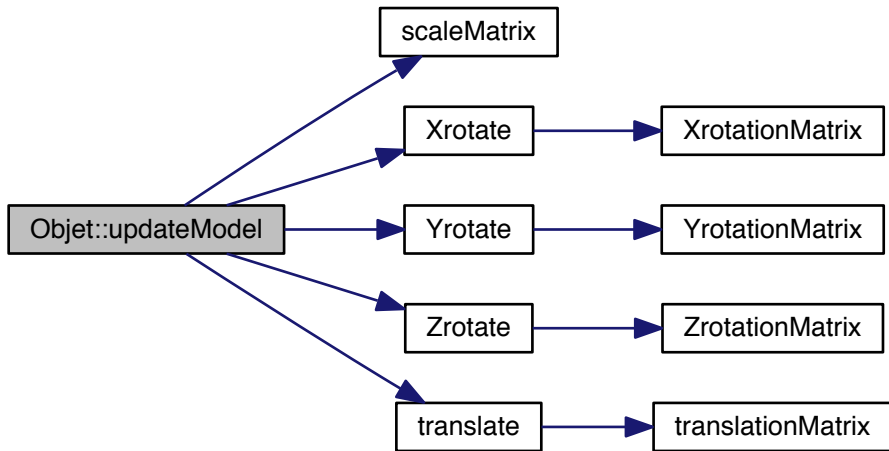 scaleMatrix
Xrotate
XrotationMatrix
Objet::updateModel
Yrotate
YrotationMatrix
Zrotate
ZrotationMatrix
translate
translationMatrix